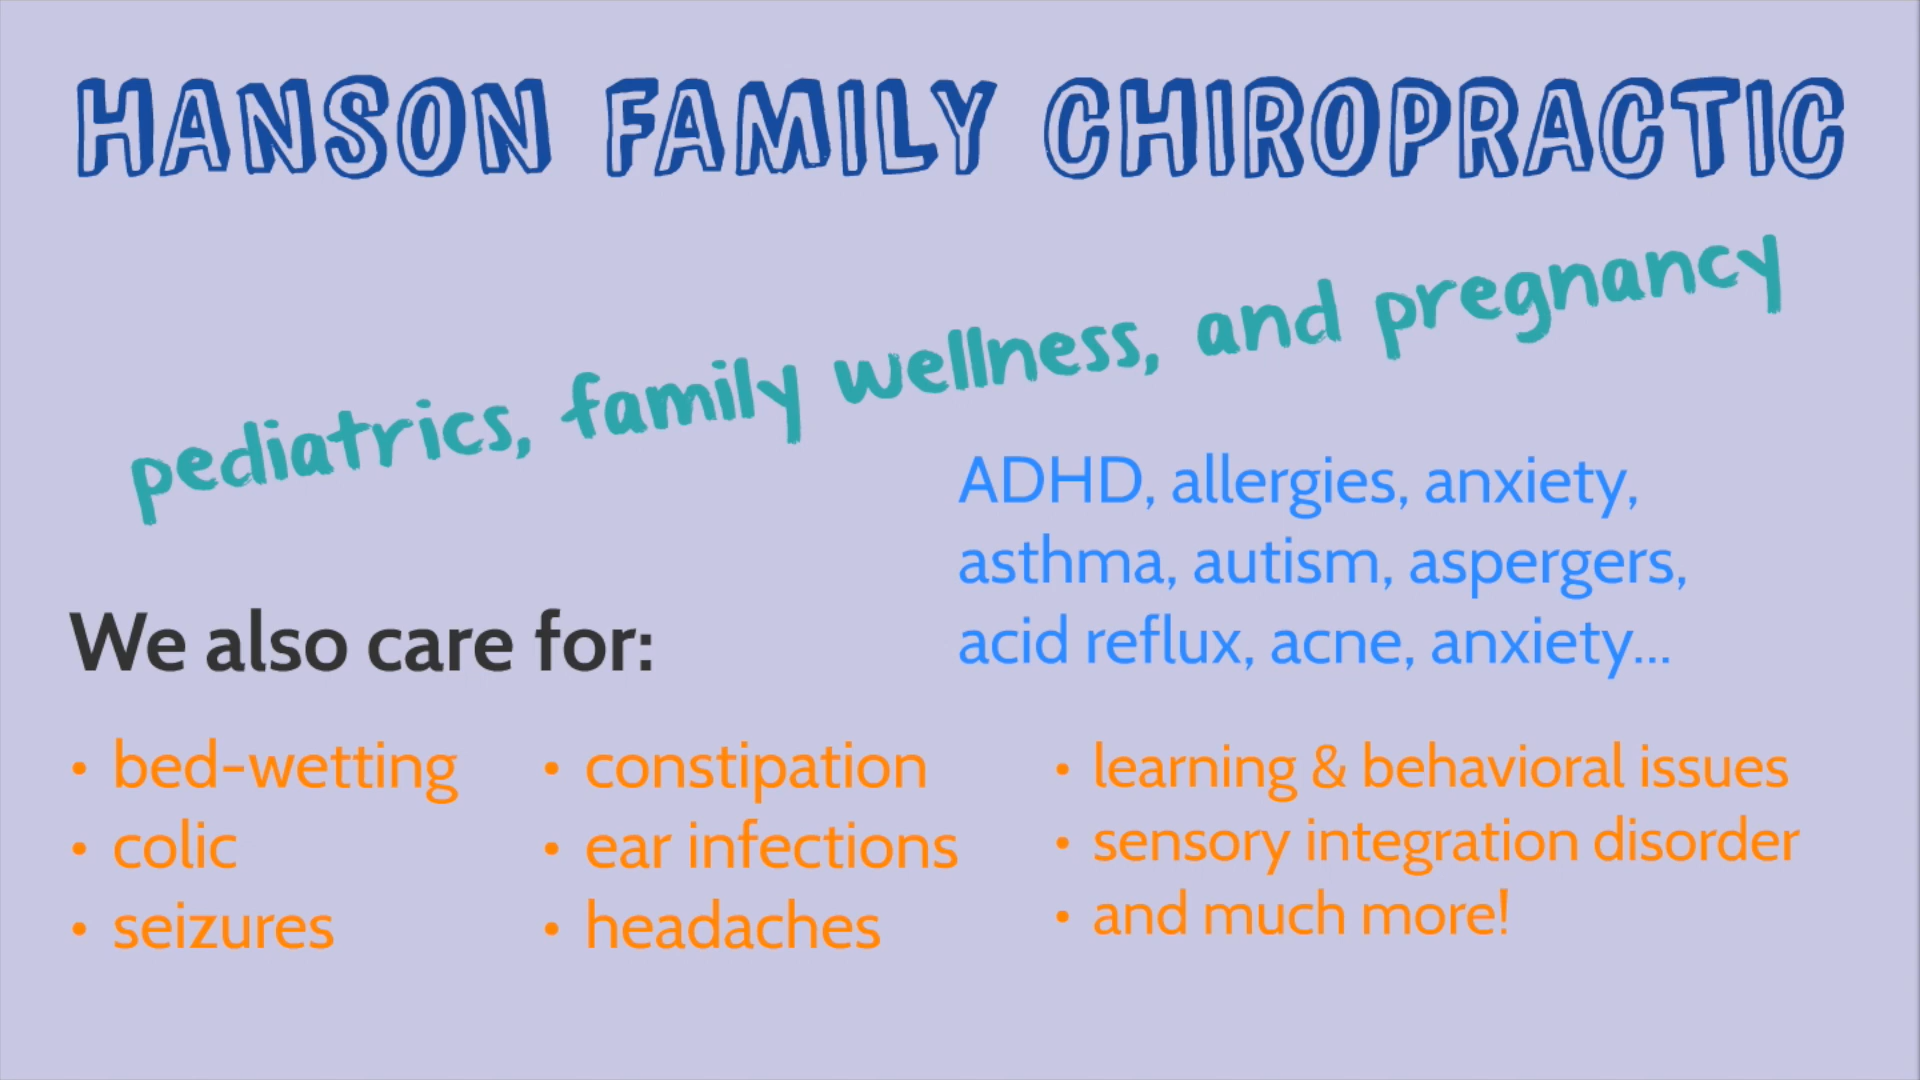 HANSON FAMILY CHIROPRACTIC
pediatrics, family wellness, and pregnancy
ADHD, allergies, anxiety,
asthma, autism, aspergers,
acid reflux, acne, anxiety...
We also care for:
• bed-wetting
• colic
• seizures
• constipation
• ear infections
• headaches
• learning & behavioral issues
• sensory integration disorder
• and much more!